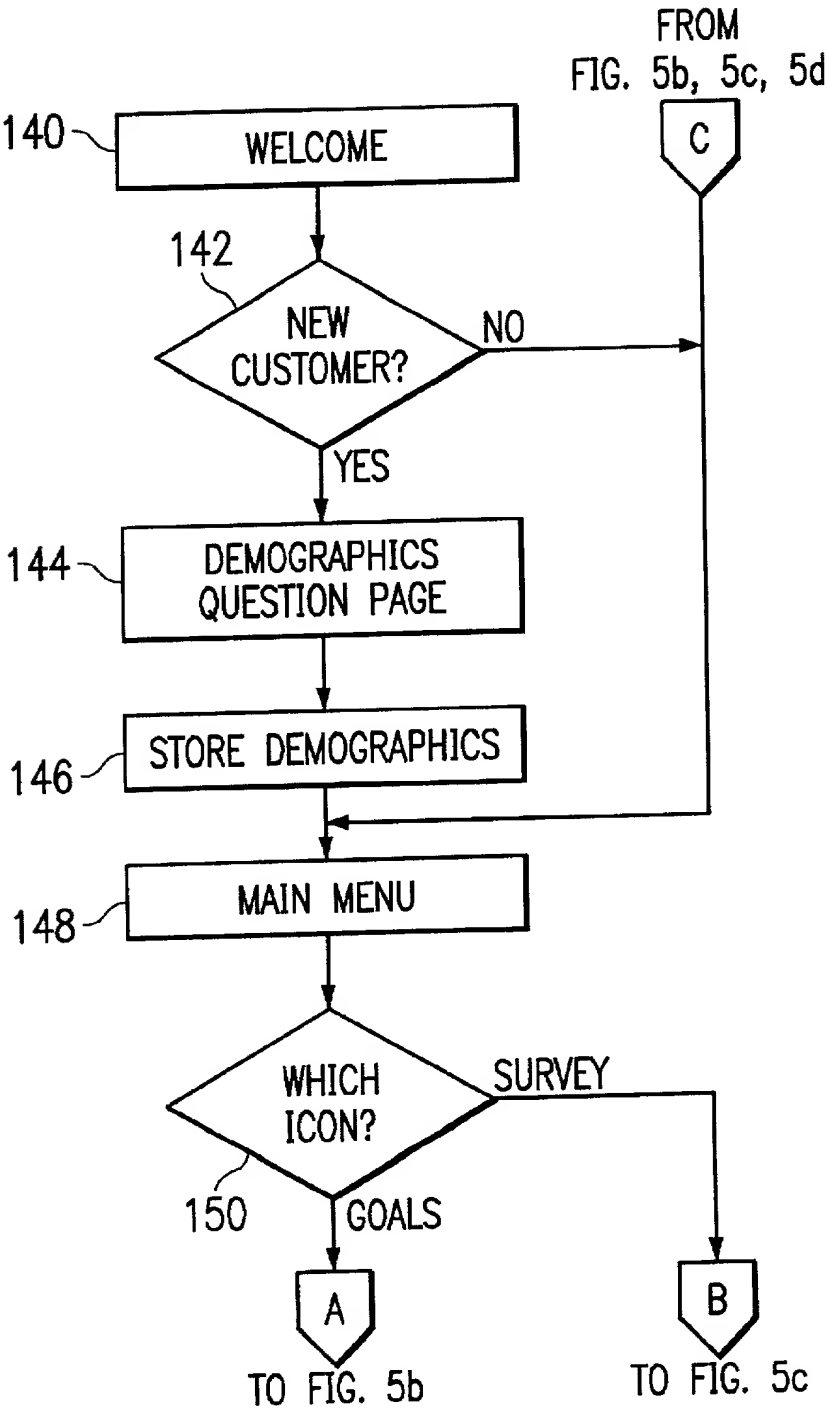 FROM
FIG. 5b, 5c, 5d
C
140
WELCOME
142
NEW
CUSTOMER?
NO
YES
144
DEMOGRAPHICS
QUESTION PAGE
146
STORE DEMOGRAPHICS
148
MAIN MENU
WHICH
ICON?
SURVEY
150
GOALS
A
B
TO FIG. 5b
TO FIG. 5c